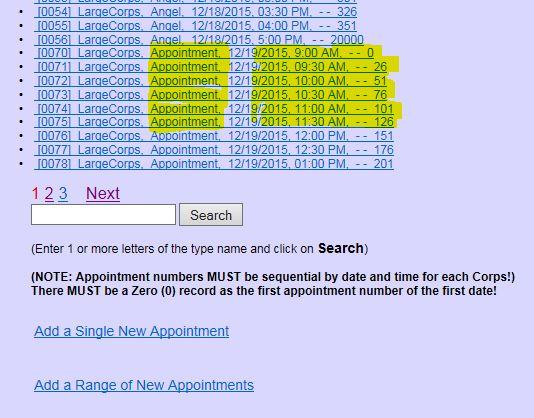 [0054] LargeCorps, Angel, 12/18/2015, 03:30 PM, - - 326
[0055] LargeCorps, Angel, 12/18/2015, 04:00 PM, - - 351
[0056] LargeCorps, Angel, 12/18/2015, 5:00 PM, - - 20000
[0070] LargeCorps, Appointment, 12/19/2015, 9:00 AM, - - 0
[0071] LargeCorps, Appointment, 12/19/2015, 09:30 AM, - - 26
[0072] LargeCorps, Appointment, 12/19/2015, 10:00 AM, - - 51
[0073] LargeCorps, Appointment, 12/19/2015, 10:30 AM, - - 76
[0074] LargeCorps, Appointment, 12/19/2015, 11:00 AM, - - 101
[0075] LargeCorps, Appointment, 12/19/2015, 11:30 AM, - - 126
[0076] LargeCorps, Appointment, 12/19/2015, 12:00 PM, - - 151
[0077] LargeCorps, Appointment, 12/19/2015, 12:30 PM, - - 176
[0078] LargeCorps, Appointment, 12/19/2015, 01:00 PM, - - 201
1 2 3 Next
Search
(Enter 1 or more letters of the type name and click on Search)
(NOTE: Appointment numbers MUST be sequential by date and time for each Corps!)
There MUST be a Zero (0) record as the first appointment number of the first date!
Add a Single New Appointment
Add a Range of New Appointments